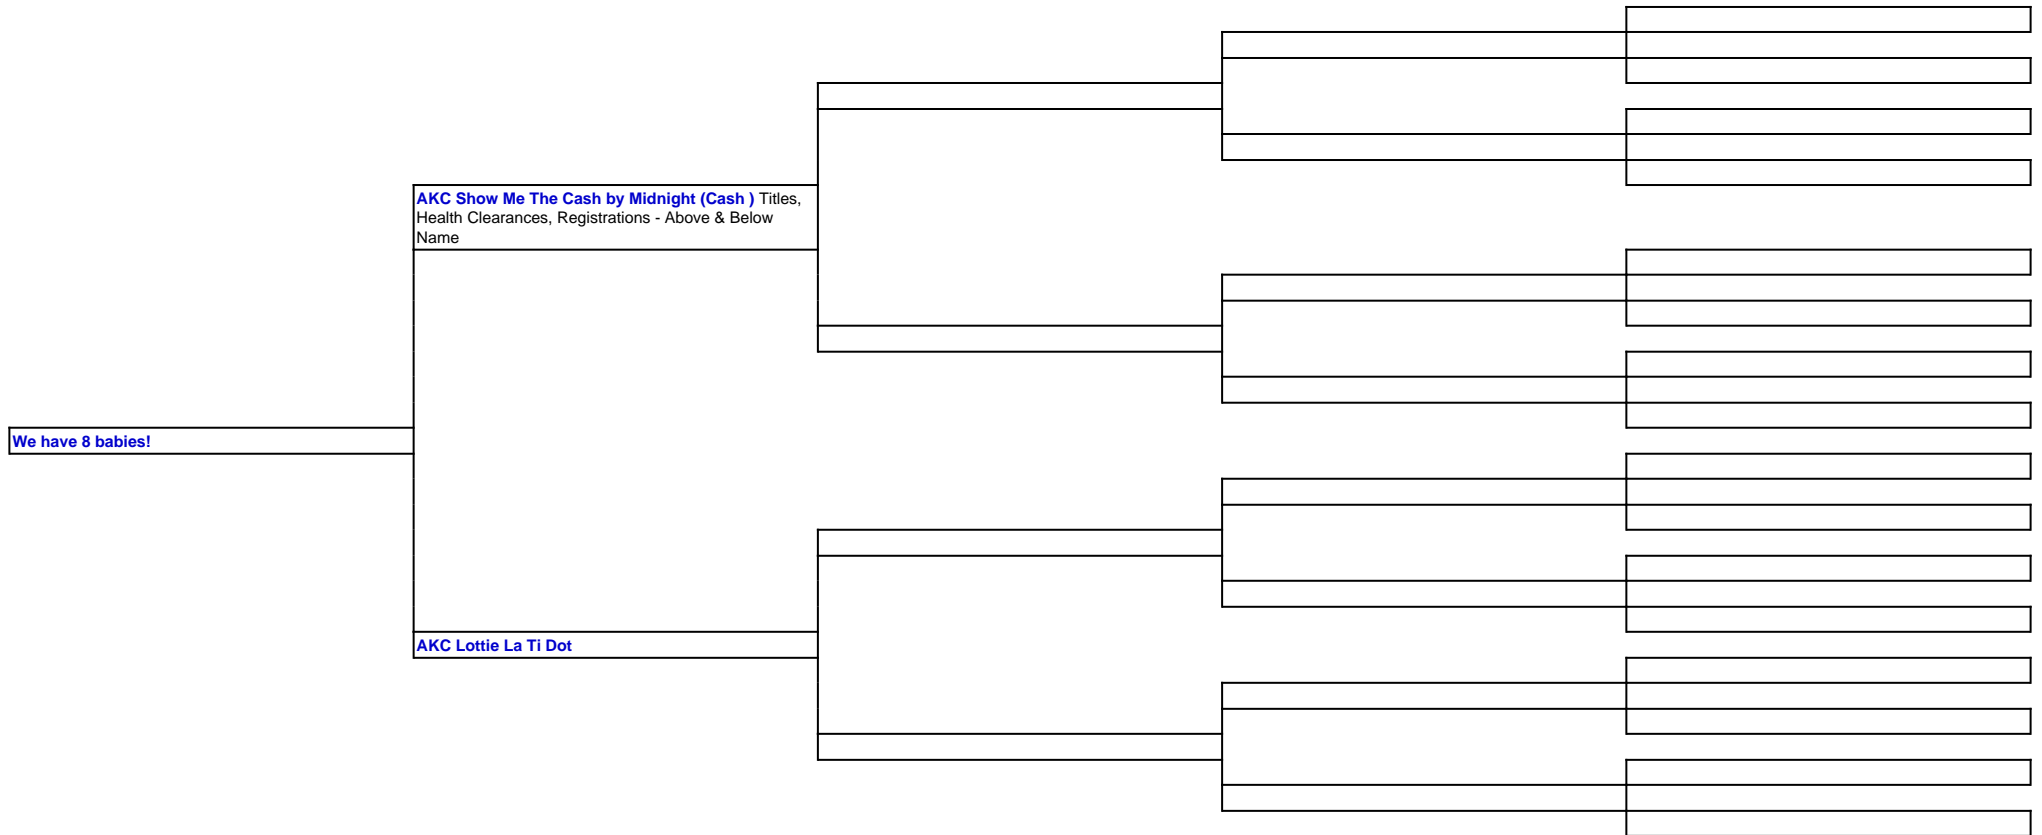 AKC Show Me The Cash by Midnight (Cash ) Titles,
Health Clearances, Registrations - Above & Below
Name
We have 8 babies!
AKC Lottie La Ti Dot